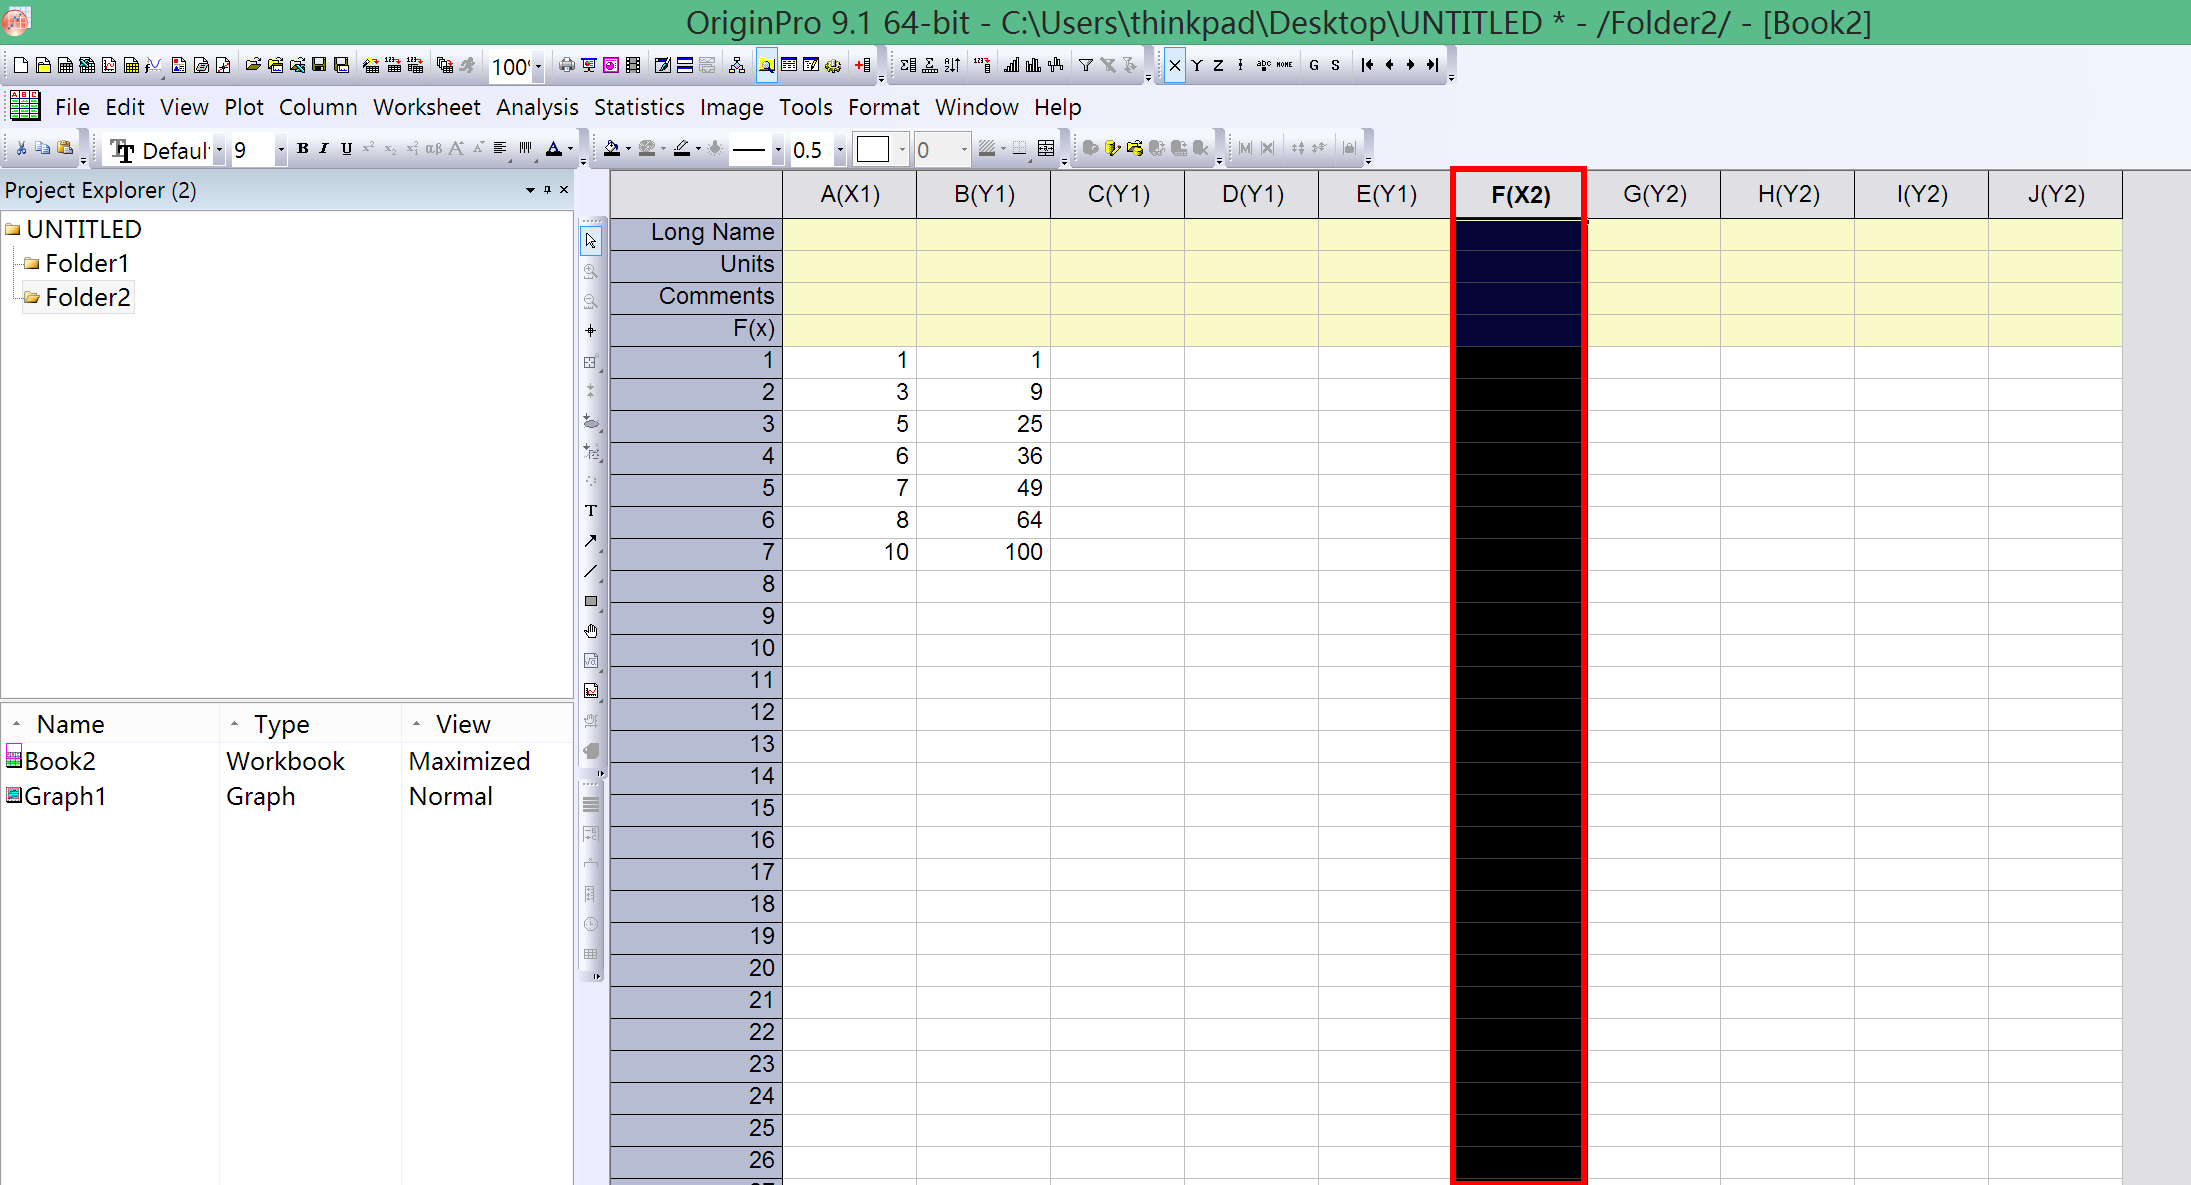 OriginPro 9.1 64-bit - C:\Users\thinkpad\Desktop\UNTITLED * - /Folder2/ - [Book2]
100% X Y Z G S
File Edit View Plot Column Worksheet Analysis Statistics Image Tools Format Window Help
Defaul 9 B I U αβ A A 0.5 0
Project Explorer (2)
UNTITLED
Folder1
Folder2
Name Type View
Book2 Workbook Maximized
Graph1 Graph Normal
T
A(X1) B(Y1) C(Y1) D(Y1) E(Y1) F(X2) G(Y2) H(Y2) I(Y2) J(Y2)
Long Name
Units
Comments
F(x)
1 1 1
2 3 9
3 5 25
4 6 36
5 7 49
6 8 64
7 10 100
8
9
10
11
12
13
14
15
16
17
18
19
20
21
22
23
24
25
26